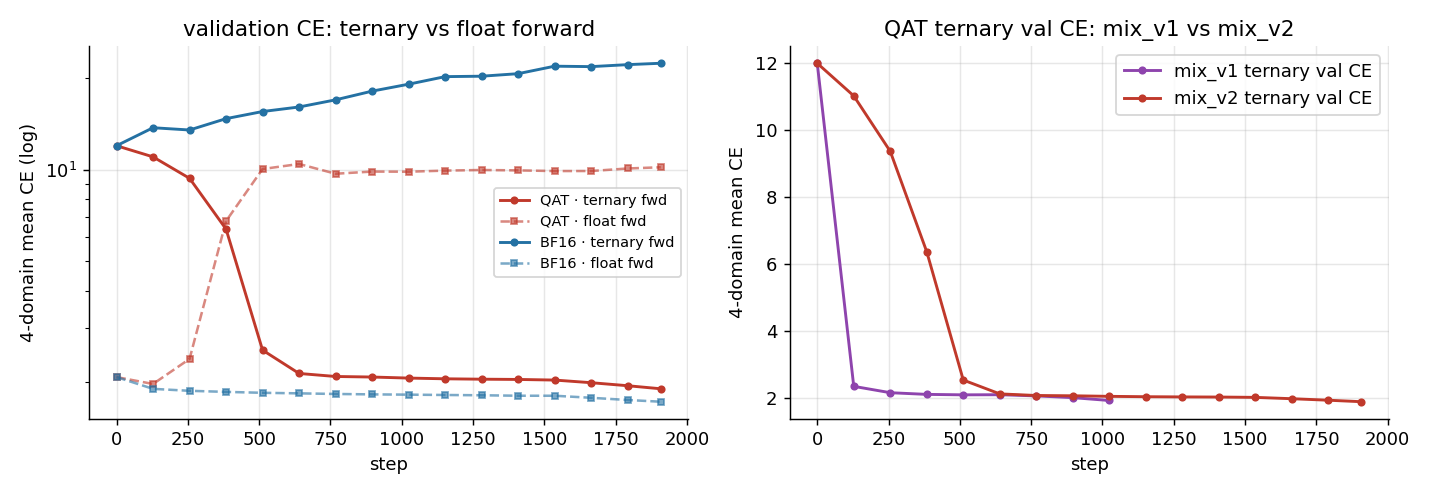 validation CE: ternary vs float forward
4-domain mean CE (log)
10¹
QAT · ternary fwd
QAT · float fwd
BF16 · ternary fwd
BF16 · float fwd
0 250 500 750 1000 1250 1500 1750 2000
step
QAT ternary val CE: mix_v1 vs mix_v2
4-domain mean CE
12
10
8
6
4
2
mix_v1 ternary val CE
mix_v2 ternary val CE
0 250 500 750 1000 1250 1500 1750 2000
step